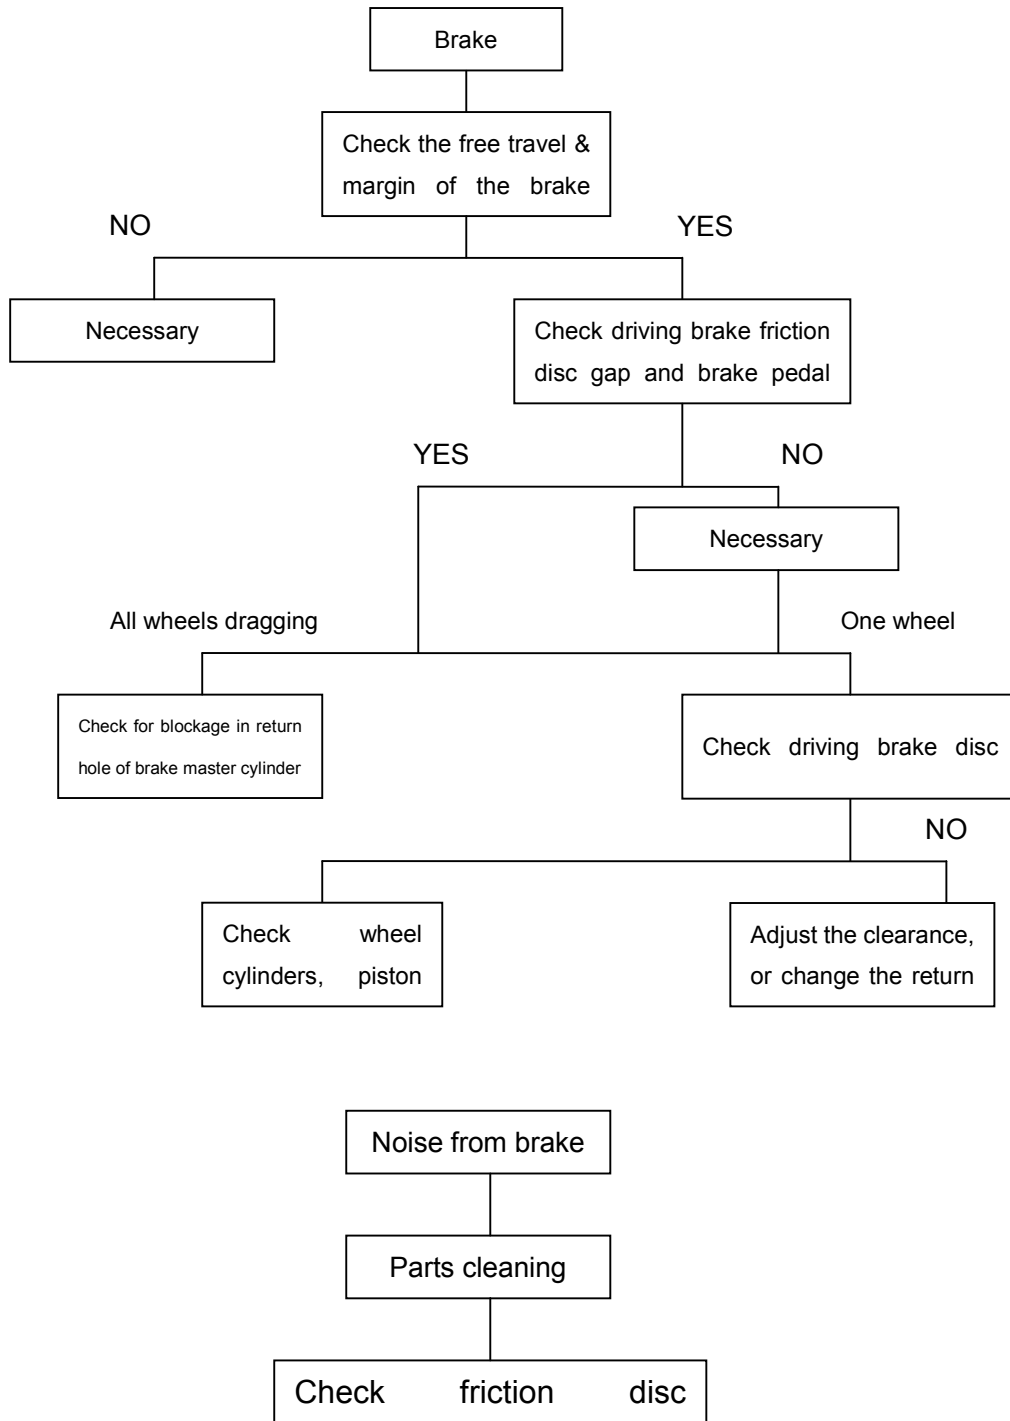 Brake
Check the free travel &
margin of the brake
NO
YES
Necessary
Check driving brake friction
disc gap and brake pedal
YES
NO
Necessary
All wheels dragging
One wheel
Check for blockage in return
hole of brake master cylinder
Check driving brake disc
NO
Check wheel
cylinders, piston
Adjust the clearance,
or change the return
Noise from brake
Parts cleaning
Check friction disc